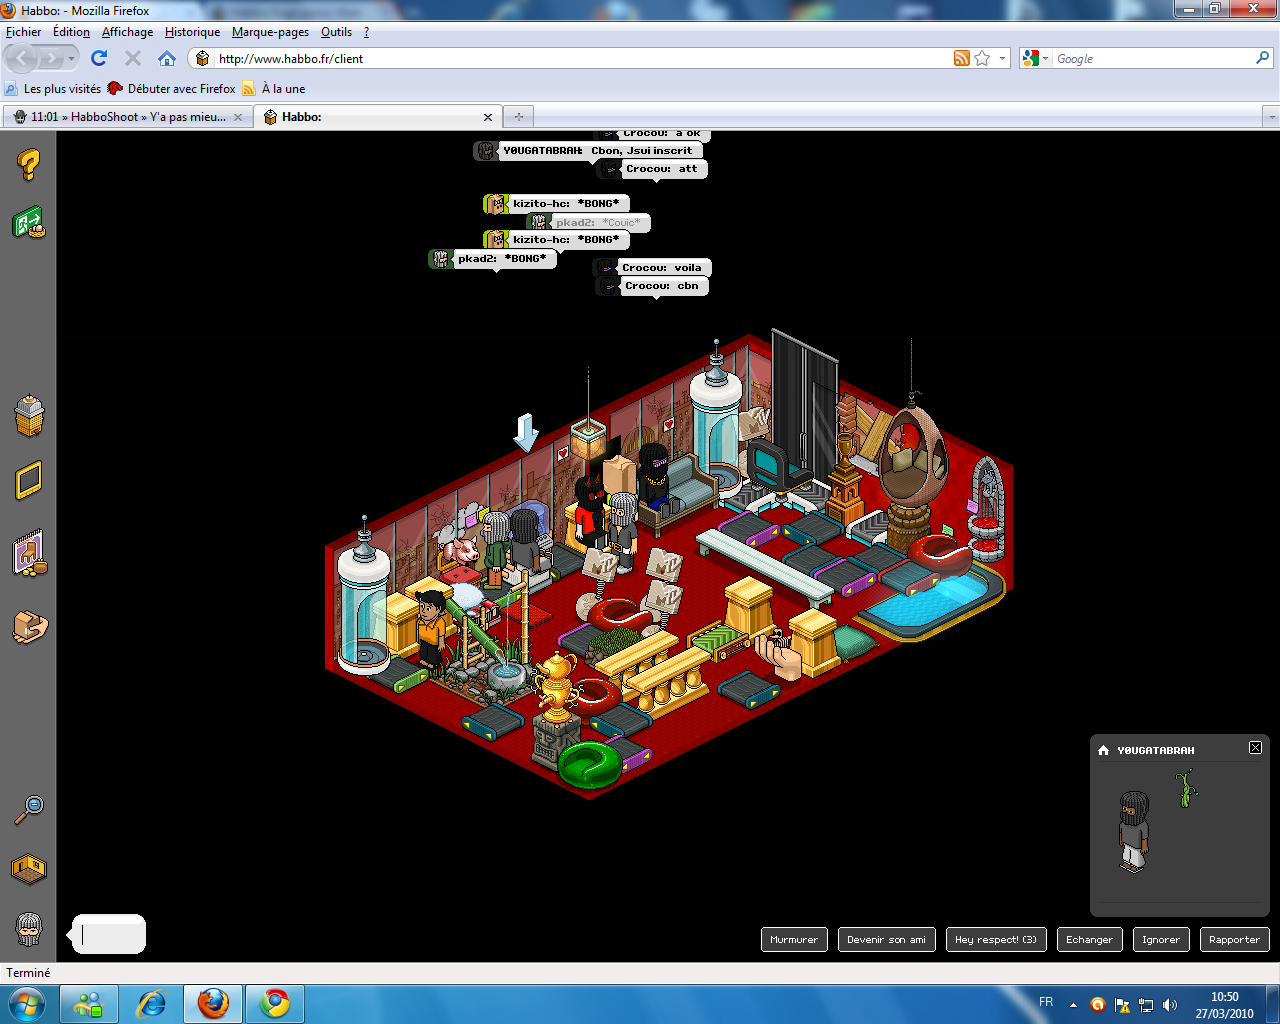 Habbo: - Mozilla Firefox
Fichier Édition Affichage Historique Marque-pages Outils ?
http://www.habbo.fr/client
Google
Les plus visités Débuter avec Firefox À la une
11:01 » HabboShoot » Y'a pas mieu...
Habbo:
Crocou: a ok
Y0UGATABRAH: Cbon, Jsui inscrit
Crocou: att
kizito-hc: *BONG*
pkad2: *Couic*
kizito-hc: *BONG*
pkad2: *BONG*
Crocou: voila
Crocou: cbn
MTV
MTV
MTV
Y0UGATABRAH
Murmurer
Devenir son ami
Hey respect! (3)
Echanger
Ignorer
Rapporter
Terminé
FR
10:50
27/03/2010